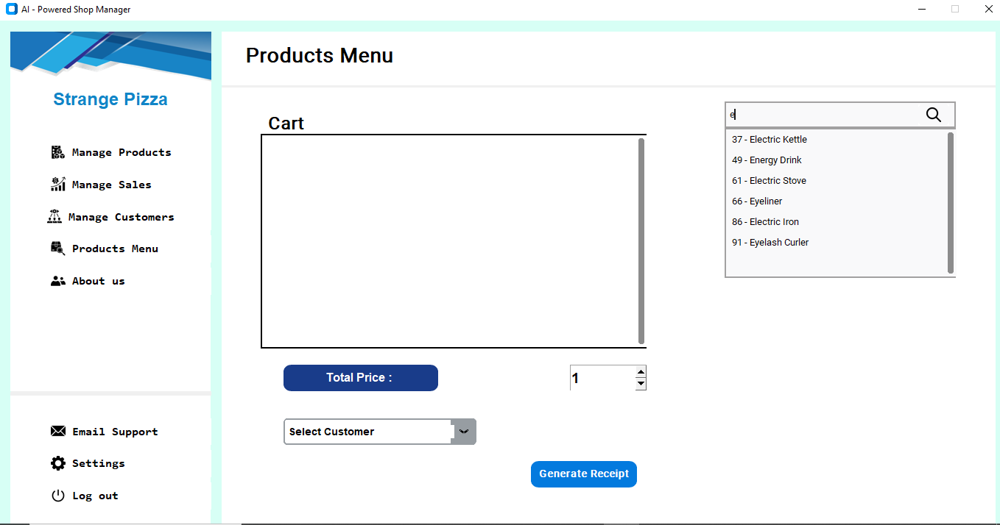 AI - Powered Shop Manager
Strange Pizza
Manage Products
Manage Sales
Manage Customers
Products Menu
About us
Email Support
Settings
Log out
Products Menu
Cart
Total Price :
1
Select Customer
Generate Receipt
e
37 - Electric Kettle
49 - Energy Drink
61 - Electric Stove
66 - Eyeliner
86 - Electric Iron
91 - Eyelash Curler